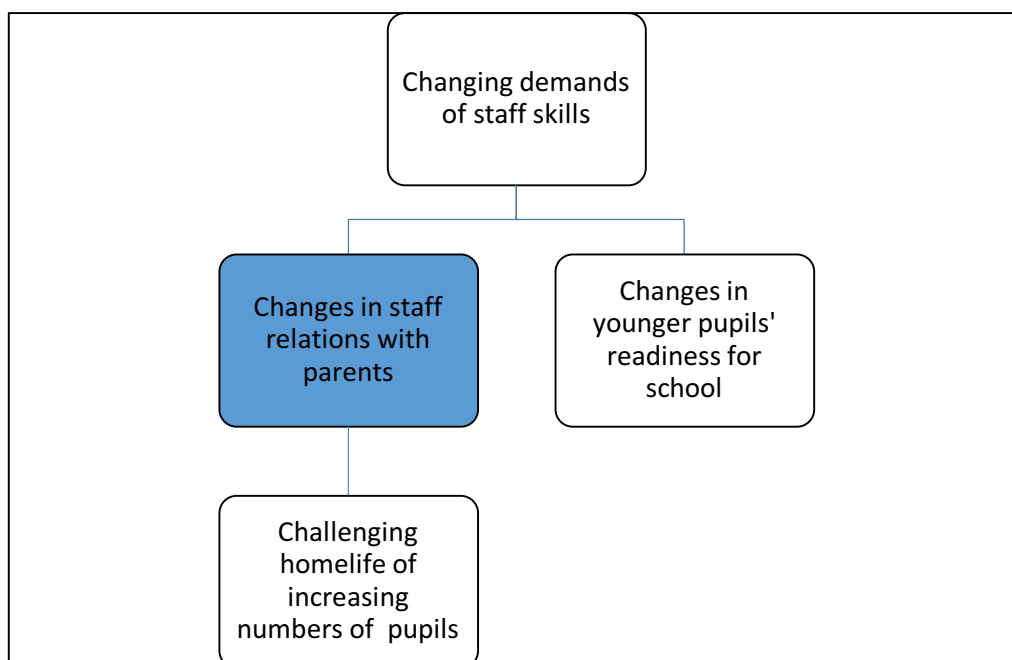 Changing demands
of staff skills
Changes in staff
relations with
parents
Changes in
younger pupils'
readiness for
school
Challenging
homelife of
increasing
numbers of  pupils